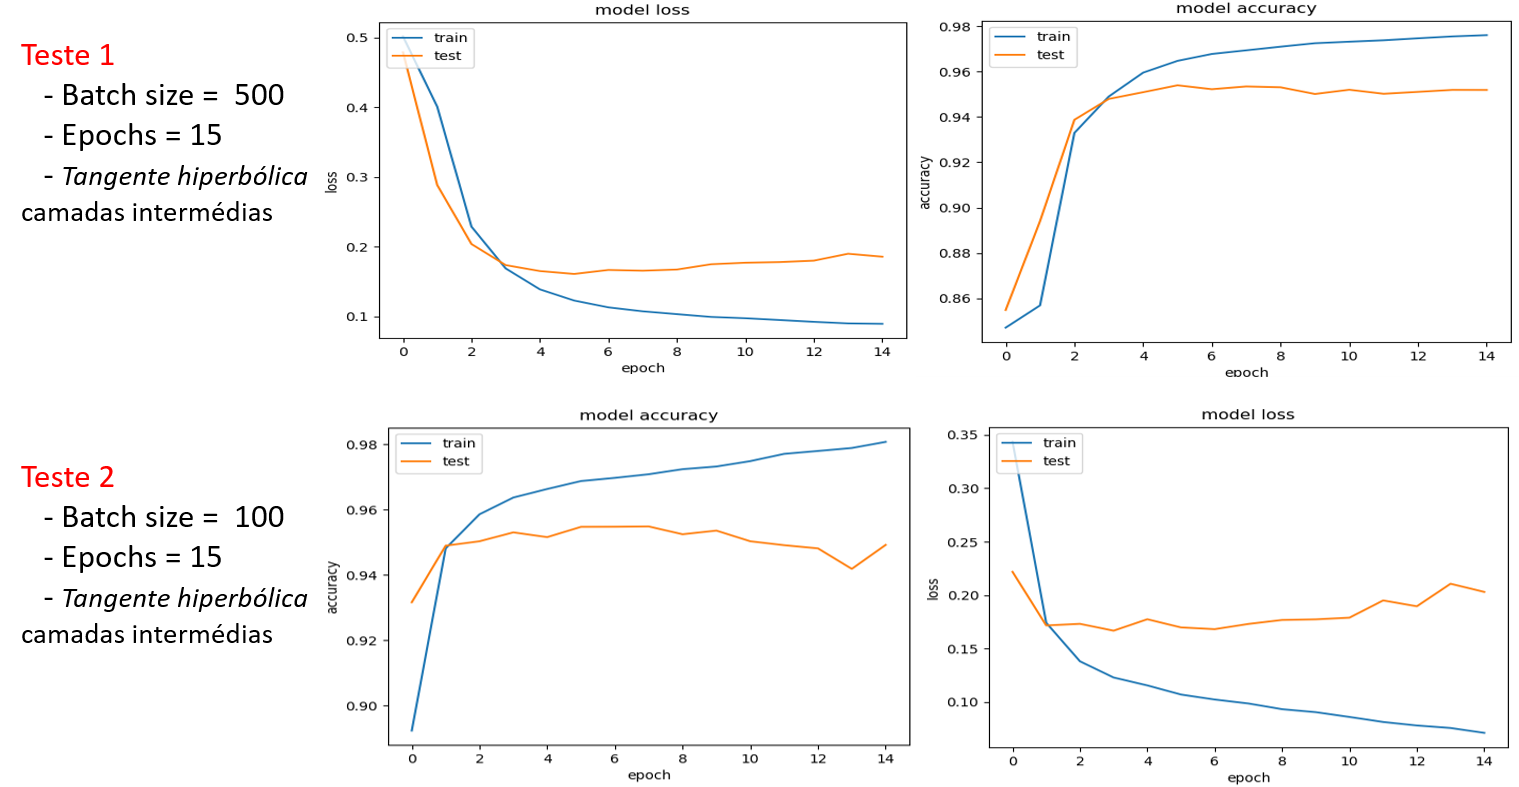 Teste 1
- Batch size = 500
- Epochs = 15
- Tangente hiperbólica
camadas intermédias
model loss
train
test
0.5
0.4
0.3
0.2
0.1
loss
0 2 4 6 8 10 12 14
epoch
model accuracy
train
test
0.98
0.96
0.94
0.92
0.90
0.88
0.86
accuracy
0 2 4 6 8 10 12 14
epoch
Teste 2
- Batch size = 100
- Epochs = 15
- Tangente hiperbólica
camadas intermédias
model accuracy
train
test
0.98
0.96
0.94
0.92
0.90
accuracy
0 2 4 6 8 10 12 14
epoch
model loss
train
test
0.35
0.30
0.25
0.20
0.15
0.10
loss
0 2 4 6 8 10 12 14
epoch